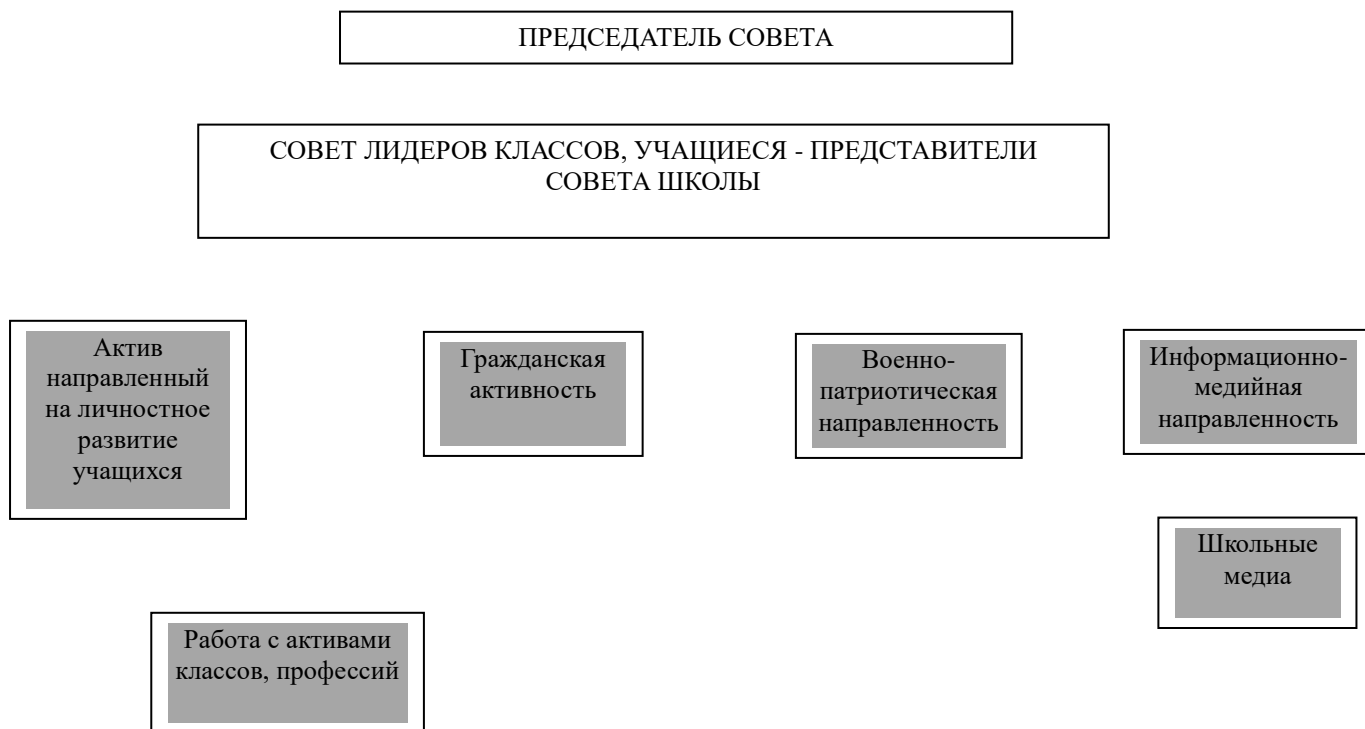 ПРЕДСЕДАТЕЛЬ СОВЕТА
СОВЕТ ЛИДЕРОВ КЛАССОВ, УЧАЩИЕСЯ - ПРЕДСТАВИТЕЛИ
СОВЕТА ШКОЛЫ
Актив
направленный
на личностное
развитие
учащихся
Гражданская
активность
Военно-
патриотическая
направленность
Информационно-
медийная
направленность
Школьные
медиа
Работа с активами
классов, профессий